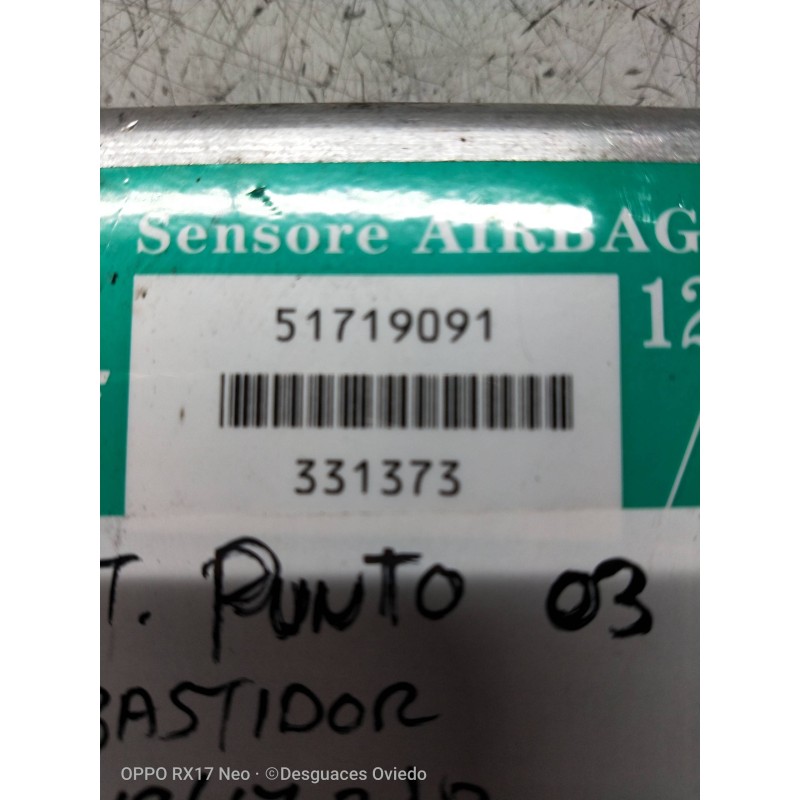 Sensore AIRBAG
51719091
12
331373
T. PUNTO 03
BASTIDOR
OPPO RX17 Neo · ©Desguaces Oviedo